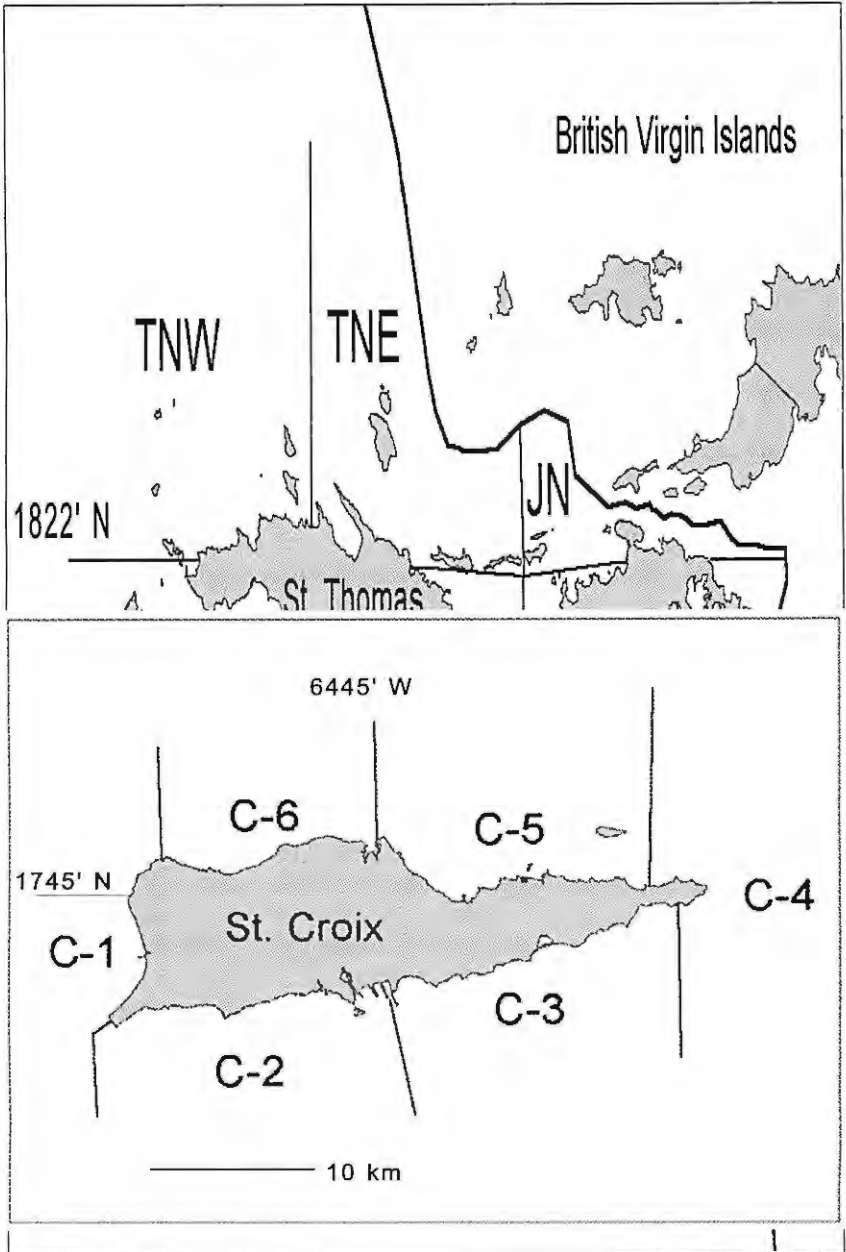 British Virgin Islands
TNW
TNE
JN
1822' N
St. Thomas
6445' W
C-6
C-5
1745' N
St. Croix
C-4
C-1
C-3
C-2
10 km